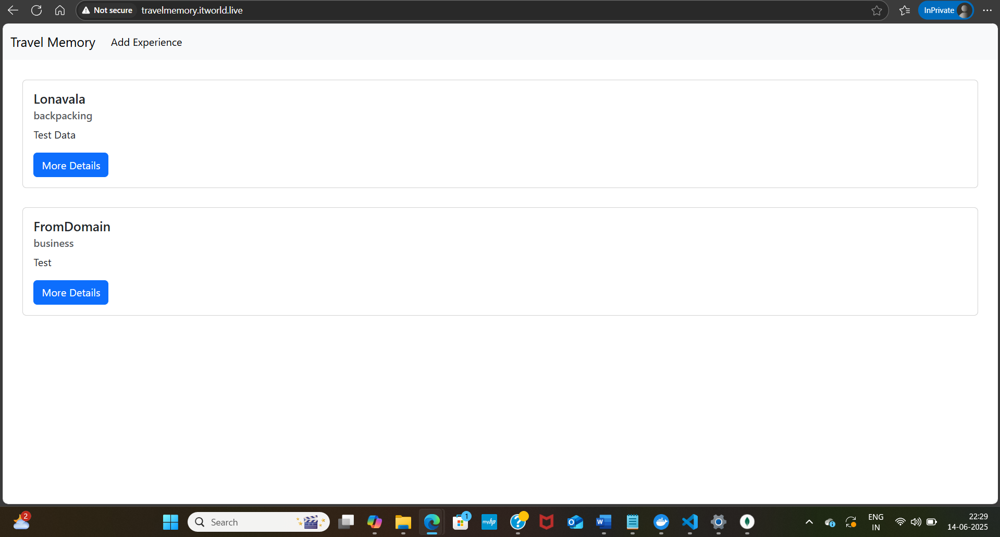 Not secure travelmemory.itworld.live InPrivate
Travel Memory Add Experience
Lonavala
backpacking
Test Data
More Details
FromDomain
business
Test
More Details
2 Search 1 myhp ENG 22:29
IN 14-06-2025